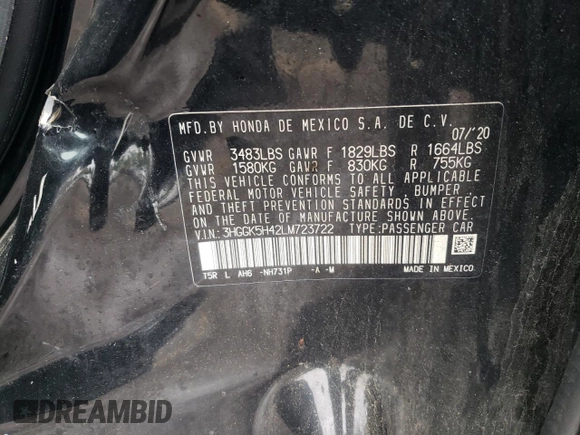 MFD.BY HONDA DE MEXICO S.A. DE C.V.
07/'20
GVWR 3483LBS GAWR F 1829LBS R 1664LBS
GVWR 1580KG GAWR F 830KG R 755KG
THIS VEHICLE CONFORMS TO ALL APPLICABLE
FEDERAL MOTOR VEHICLE SAFETY, BUMPER
AND THEFT PREVENTION STANDARDS IN EFFECT
ON THE DATE OF MANUFACTURE SHOWN ABOVE.
V.I.N.: 3HGGK5H42LM723722 TYPE:PASSENGER CAR
T5R L AH6 -NH731P -A -M MADE IN MEXICO
DREAMBID